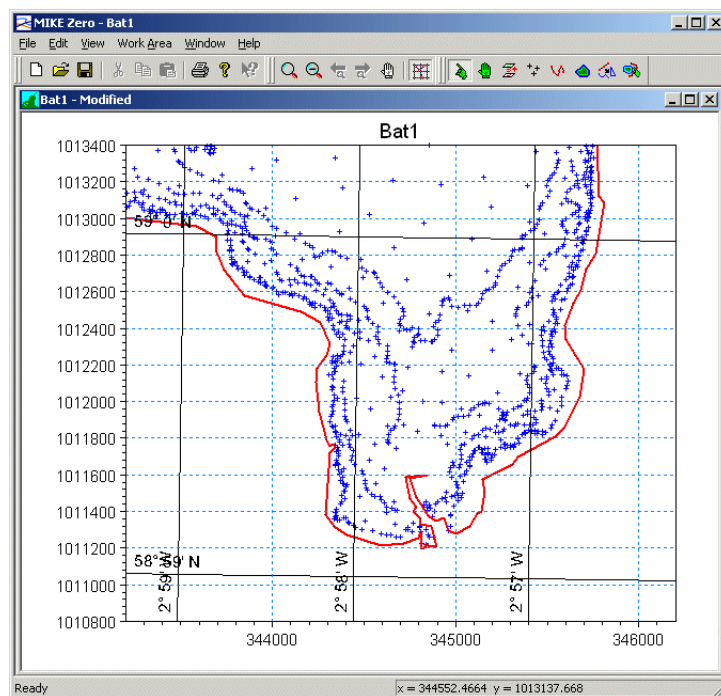 MIKE Zero - Bat1
File Edit View Work Area Window Help
Bat1 - Modified
Bat1
1013400
1013200
1013000
59° 0' N
1012800
1012600
1012400
1012200
1012000
1011800
1011600
1011400
1011200
58° 59' N
1011000
1010800
2° 59' W
2° 58' W
2° 57' W
344000 345000 346000
Ready x = 344552.4664 y = 1013137.668